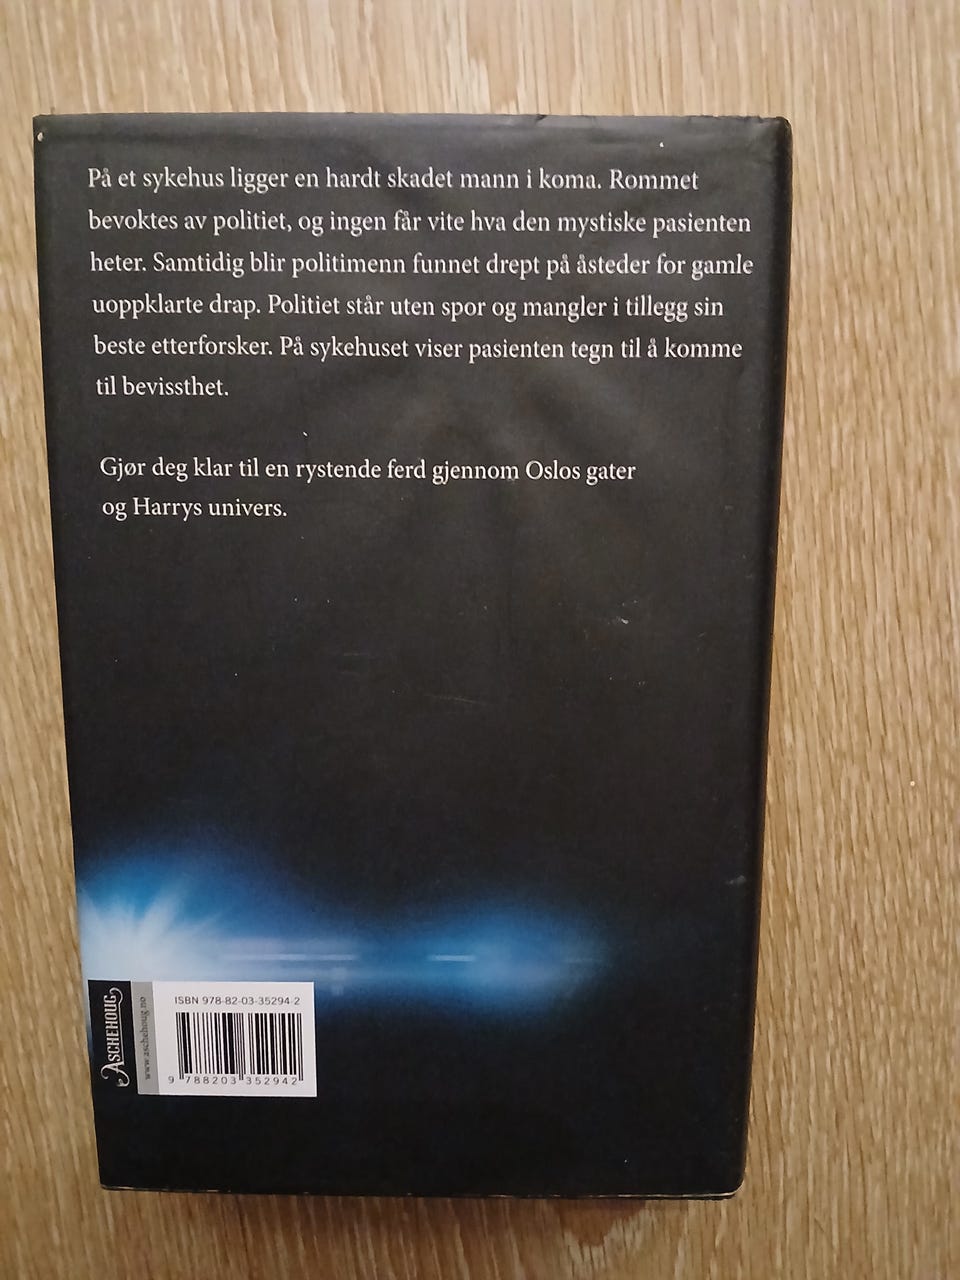 På et sykehus ligger en hardt skadet mann i koma. Rommet
bevoktes av politiet, og ingen får vite hva den mystiske pasienten
heter. Samtidig blir politimenn funnet drept på åsteder for gamle
uoppklarte drap. Politiet står uten spor og mangler i tillegg sin
beste etterforsker. På sykehuset viser pasienten tegn til å komme
til bevissthet.
Gjør deg klar til en rystende ferd gjennom Oslos gater
og Harrys univers.
ASCHEHOUG
www.aschehoug.no
ISBN 978-82-03-35294-2
9 788203 352942